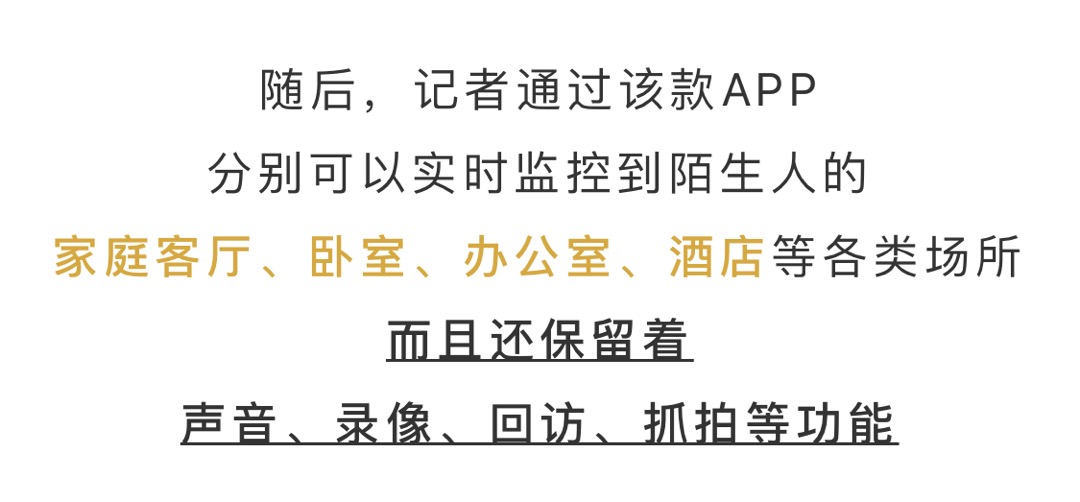 随后，记者通过该款APP
分别可以实时监控到陌生人的
家庭客厅、卧室、办公室、酒店等各类场所
而且还保留着
声音、录像、回访、抓拍等功能